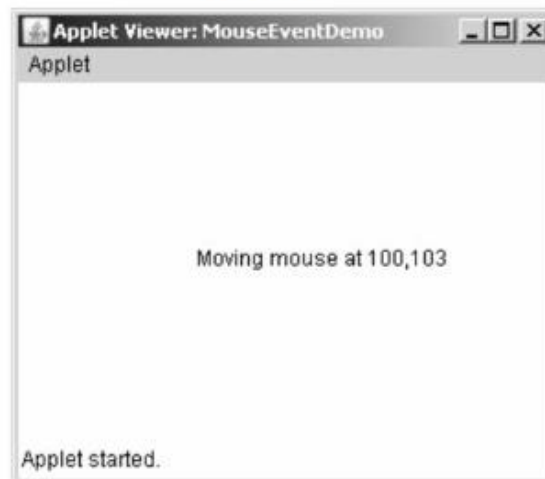 Applet Viewer: MouseEventDemo
Applet
Moving mouse at 100,103
Applet started.